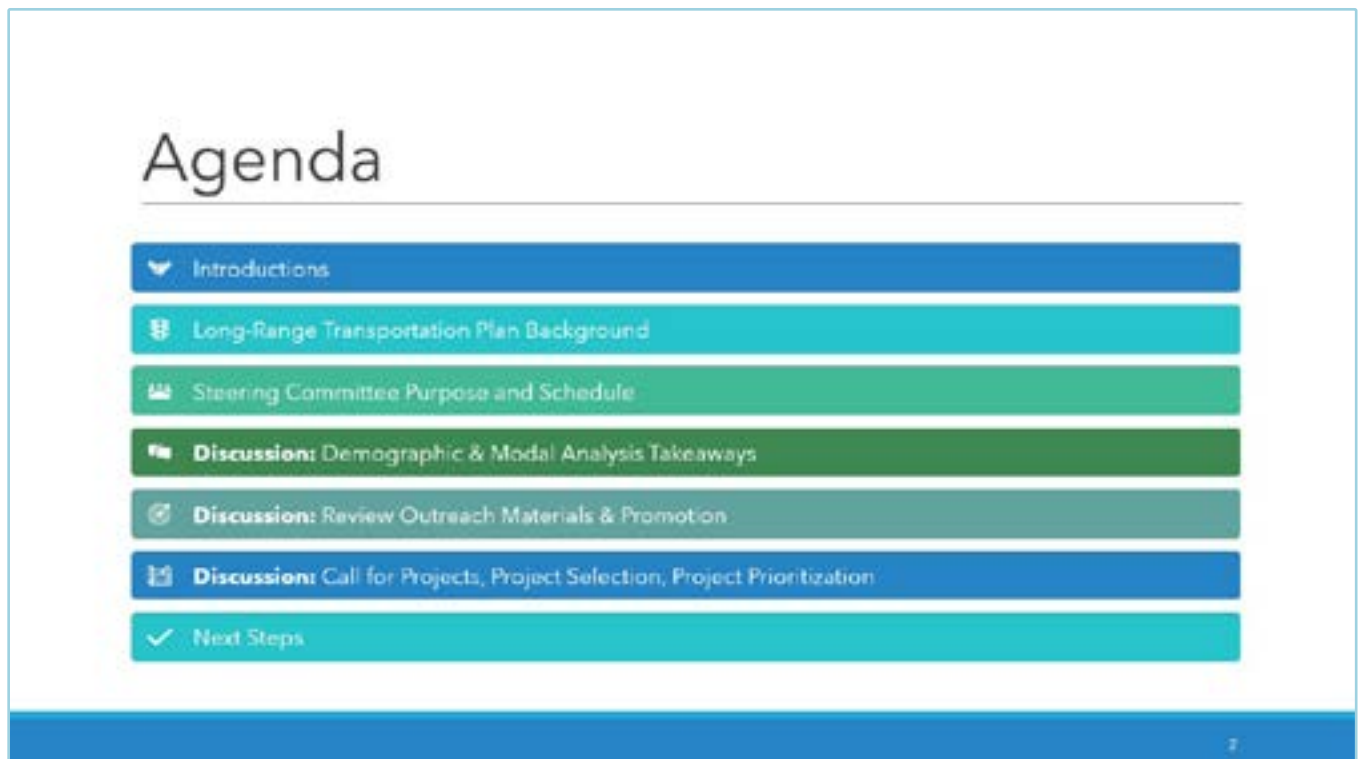 Agenda
Introductions
Long-Range Transportation Plan Background
Steering Committee Purpose and Schedule
Discussion: Demographic & Modal Analysis Takeaways
Discussion: Review Outreach Materials & Promotion
Discussion: Call for Projects, Project Selection, Project Prioritization
Next Steps